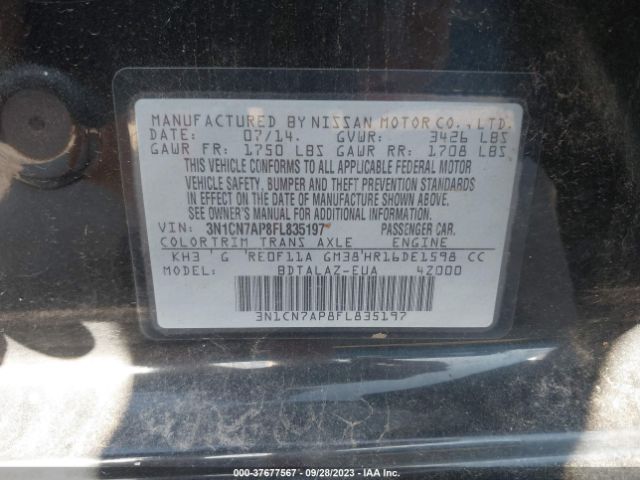 MANUFACTURED BY NISSAN MOTOR CO., LTD.
DATE: 07/14. GVWR: 3426 LBS
GAWR FR: 1750 LBS GAWR RR: 1708 LBS
THIS VEHICLE CONFORMS TO ALL APPLICABLE FEDERAL MOTOR
VEHICLE SAFETY, BUMPER AND THEFT PREVENTION STANDARDS
IN EFFECT ON THE DATE OF MANUFACTURE SHOWN ABOVE.
SEE OWNER'S MANUAL FOR ADDITIONAL INFORMATION.
VIN: 3N1CN7AP8FL835197 PASSENGER CAR.
COLOR TRIM TRANS AXLE ENGINE
KH3 ' G 'RE0F11A GM38'HR16DE1598 CC
MODEL: BDTALAZ-EUA 4Z000
3N1CN7AP8FL835197
000-37677567 - 09/28/2023 - IAA Inc.